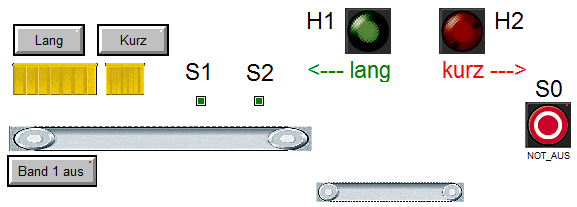 Lang Kurz
H1 H2
<--- lang kurz --->
S1 S2
S0
NOT_AUS
Band 1 aus